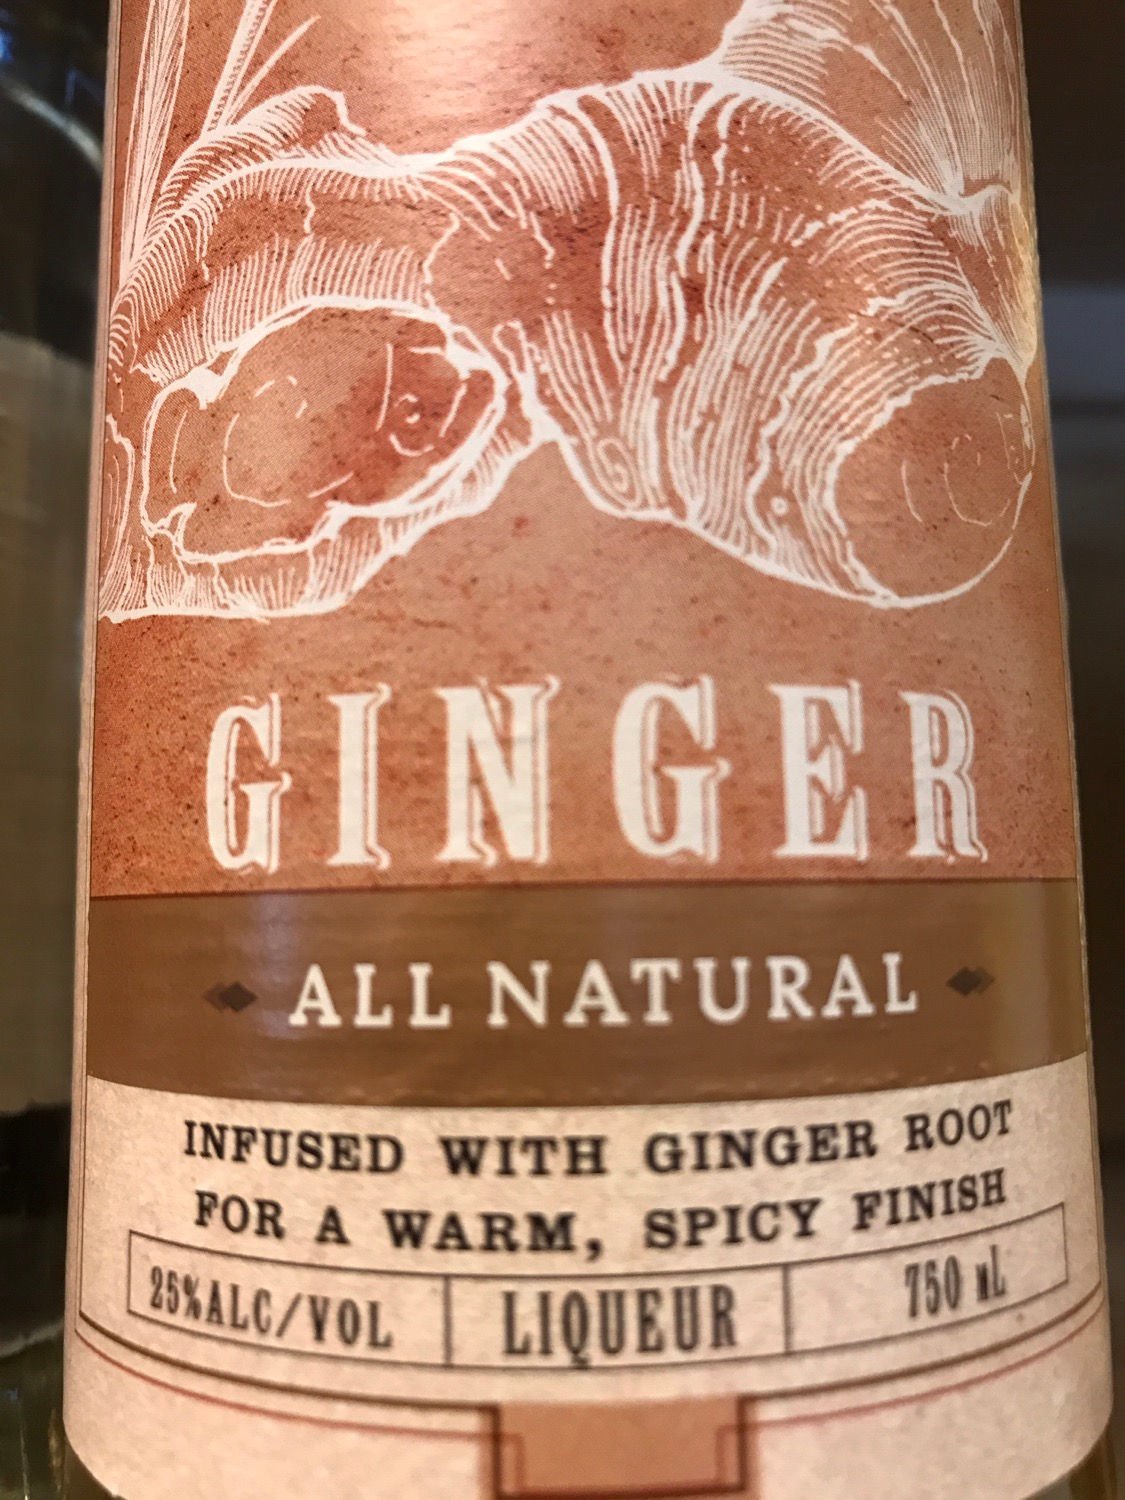 GINGER
ALL NATURAL
INFUSED WITH GINGER ROOT
FOR A WARM, SPICY FINISH
25%ALC/VOL LIQUEUR 750 mL